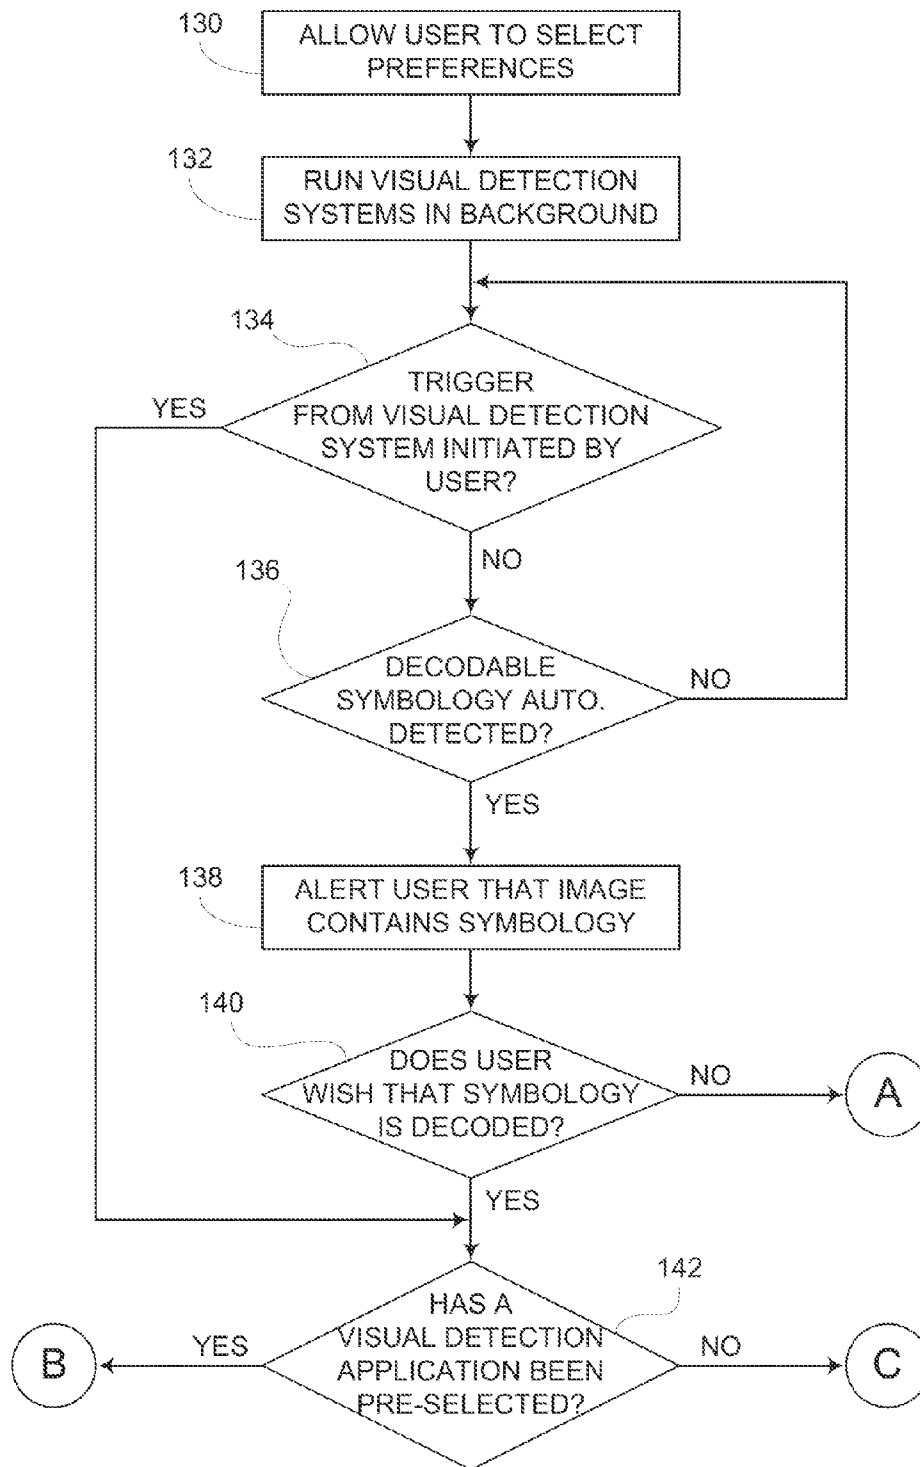 130
ALLOW USER TO SELECT
PREFERENCES
132
RUN VISUAL DETECTION
SYSTEMS IN BACKGROUND
134
TRIGGER
FROM VISUAL DETECTION
SYSTEM INITIATED BY
USER?
YES
NO
136
DECODABLE
SYMBOLOGY AUTO.
DETECTED?
NO
YES
138
ALERT USER THAT IMAGE
CONTAINS SYMBOLOGY
140
DOES USER
WISH THAT SYMBOLOGY
IS DECODED?
NO
A
YES
142
HAS A
VISUAL DETECTION
APPLICATION BEEN
PRE-SELECTED?
YES
B
NO
C